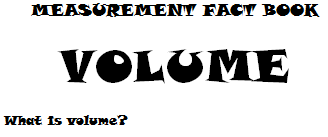 MEASUREMENT FACT BOOK
VOLUME
What is volume?